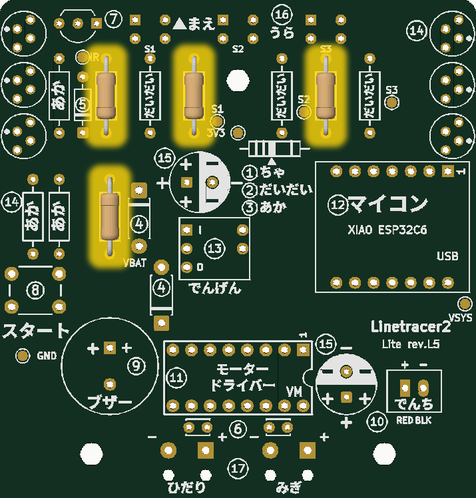 ⑦
▲まえ
⑯
うら
⑭
S1
S2
S3
あか
⑤
だいだい
だいだい
だいだい
S1
S2
S3
3V3
⑮
①ちゃ
②だいだい
③あか
⑫マイコン
XIAO ESP32C6
USB
1
⑭
あか
あか
④
VBAT
I
⑬
O
でんげん
⑧
スタート
GND
④
VSYS
Linetracer2
Lite rev.L5
⑨
ブザー
⑪
モーター
ドライバー
VM
1
⑮
⑩
でんち
RED BLK
⑥
⑰
ひだり
みぎ